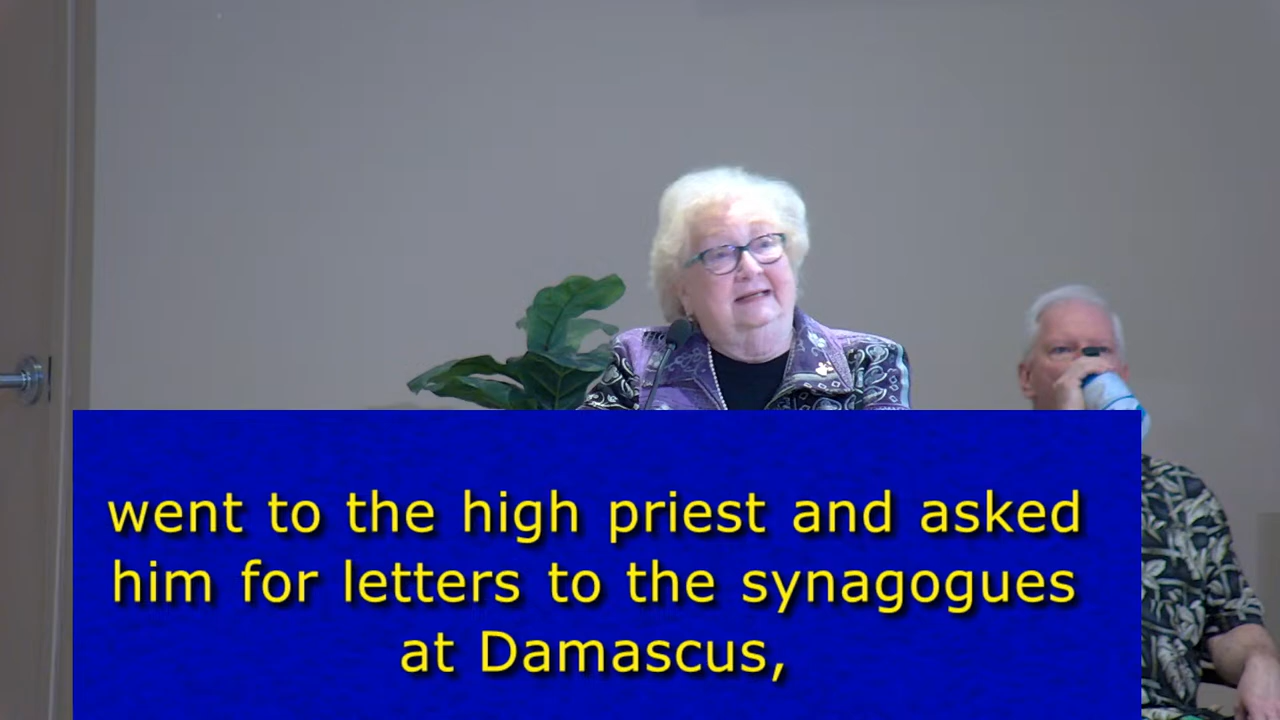 went to the high priest and asked
him for letters to the synagogues
at Damascus,